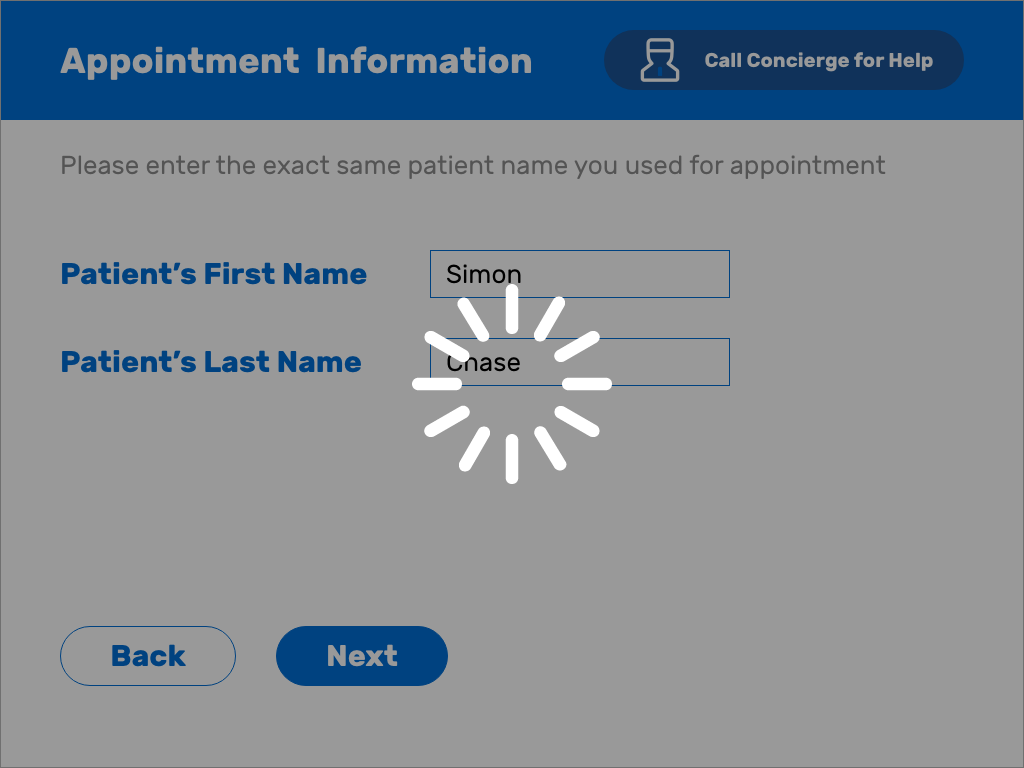 Appointment Information
Call Concierge for Help
Please enter the exact same patient name you used for appointment
Patient’s First Name
Simon
Patient’s Last Name
Chase
Back
Next